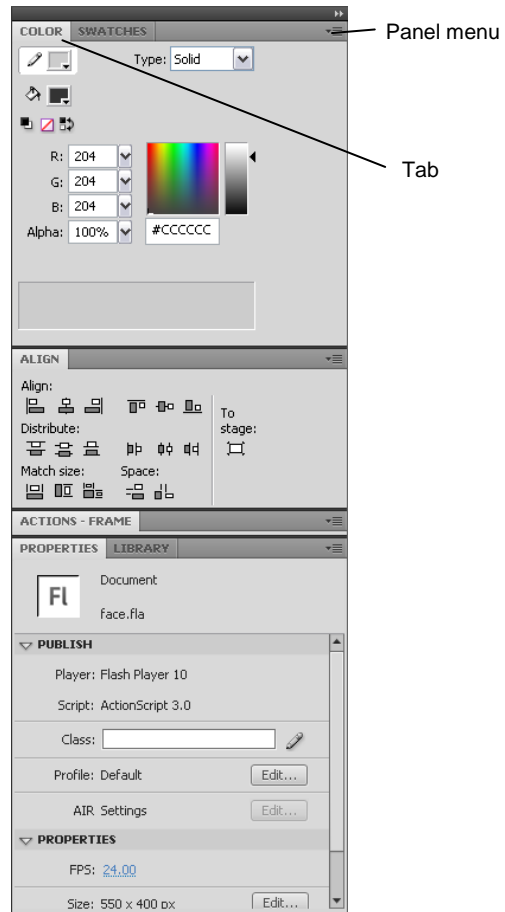 COLOR SWATCHES
Panel menu
Type: Solid
Tab
R: 204
G: 204
B: 204
Alpha: 100% #CCCCCC
ALIGN
Align:
To
stage:
Distribute:
Match size: Space:
ACTIONS - FRAME
PROPERTIES LIBRARY
Fl
Document
face.fla
PUBLISH
Player: Flash Player 10
Script: ActionScript 3.0
Class:
Profile: Default Edit...
AIR Settings Edit...
PROPERTIES
FPS: 24.00
Size: 550 x 400 px Edit...